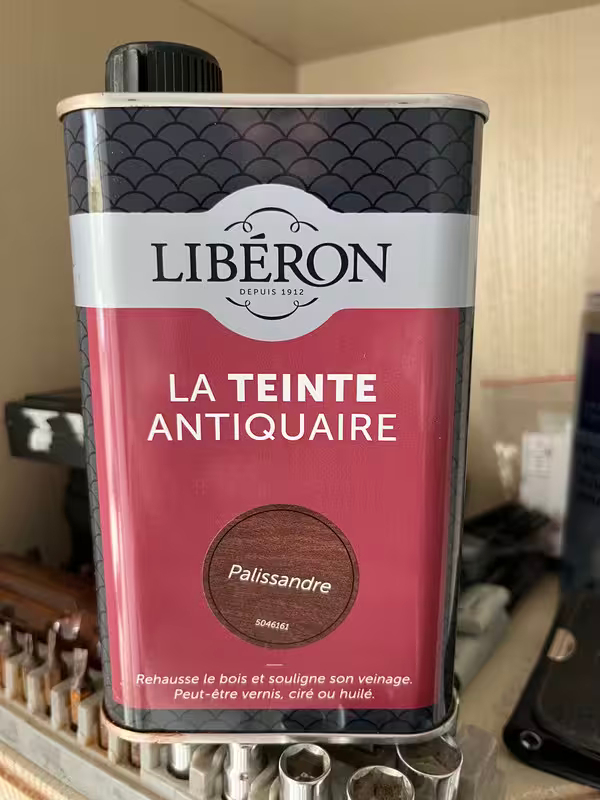 LIBÉRON
DEPUIS 1912
LA TEINTE
ANTIQUAIRE
Palissandre
5046161
Rehausse le bois et souligne son veinage.
Peut-être vernis, ciré ou huilé.